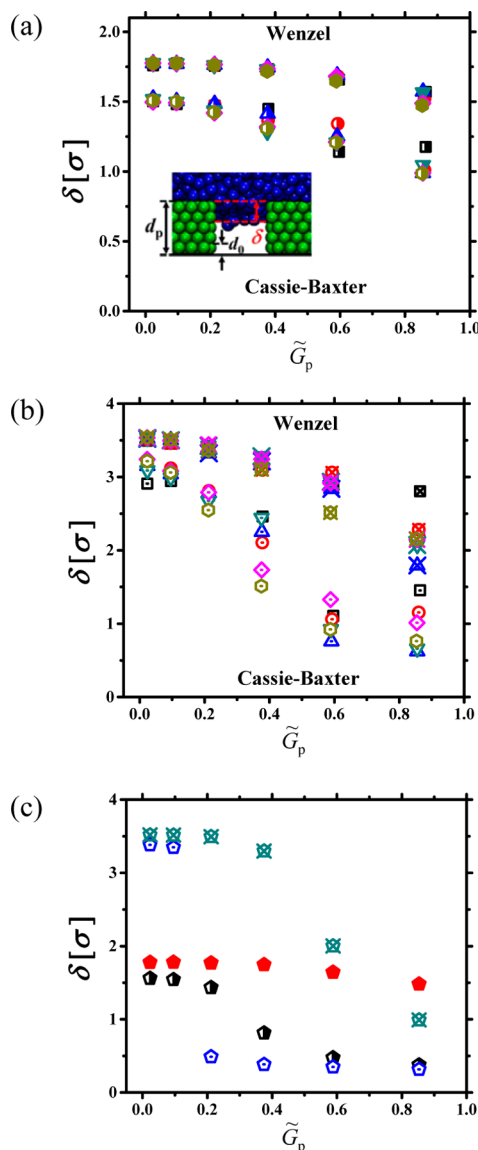 (a)
Wenzel
2.0
1.5
1.0
0.5
0.0
δ[σ]
d_p
d_0
δ
Cassie-Baxter
0.0 0.2 0.4 0.6 0.8 1.0
G̃_p
(b)
Wenzel
4
3
2
1
0
δ[σ]
Cassie-Baxter
0.0 0.2 0.4 0.6 0.8 1.0
G̃_p
(c)
4
3
2
1
0
δ[σ]
0.0 0.2 0.4 0.6 0.8 1.0
G̃_p